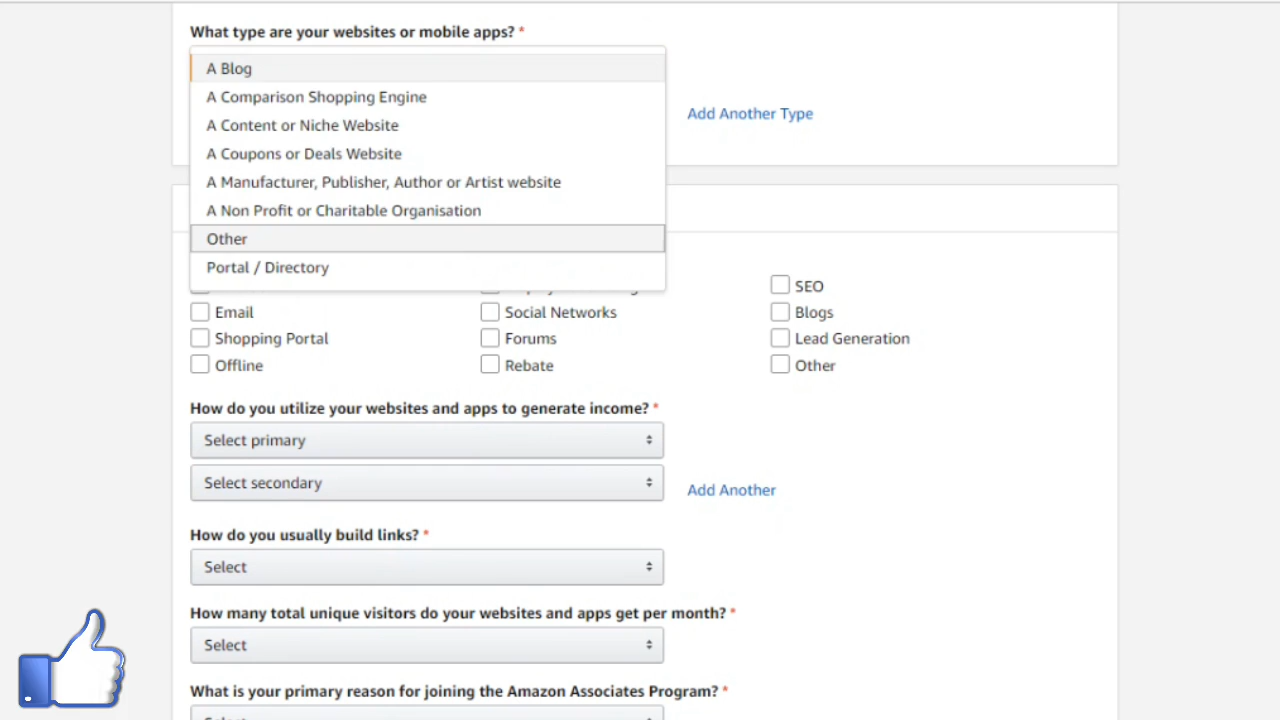 What type are your websites or mobile apps? *
A Blog
A Comparison Shopping Engine
A Content or Niche Website
Add Another Type
A Coupons or Deals Website
A Manufacturer, Publisher, Author or Artist website
A Non Profit or Charitable Organisation
Other
Portal / Directory
SEO
Email
Social Networks
Blogs
Shopping Portal
Forums
Lead Generation
Offline
Rebate
Other
How do you utilize your websites and apps to generate income? *
Select primary
Select secondary
Add Another
How do you usually build links? *
Select
How many total unique visitors do your websites and apps get per month? *
Select
What is your primary reason for joining the Amazon Associates Program? *